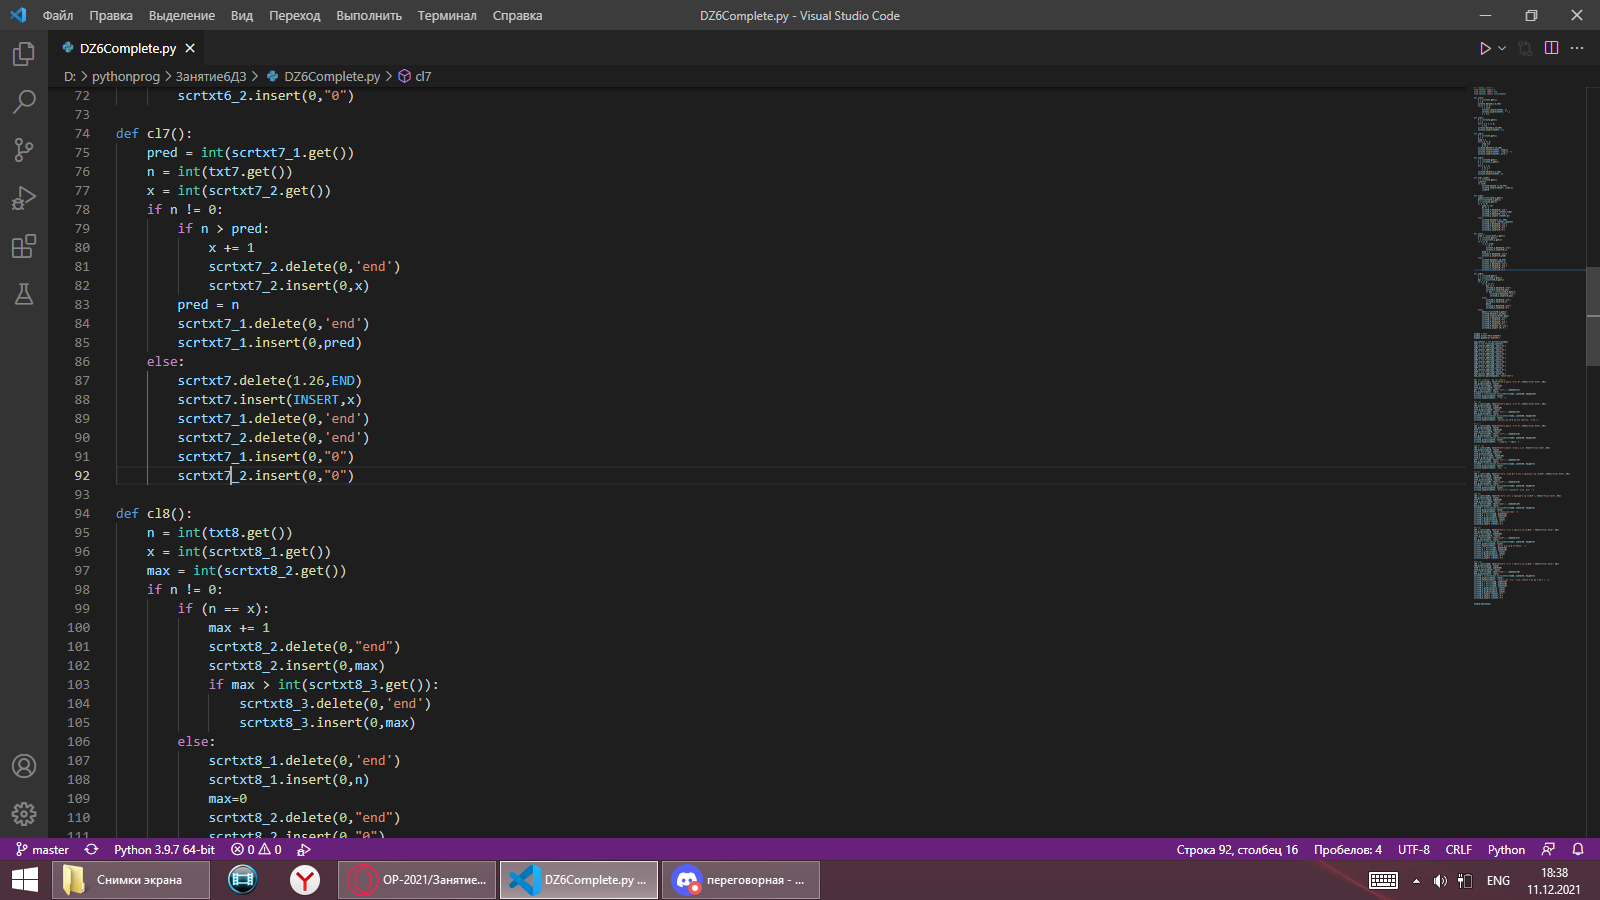 Файл Правка Выделение Вид Переход Выполнить Терминал Справка DZ6Complete.py - Visual Studio Code
DZ6Complete.py
D: > pythonprog > Занятие6ДЗ > DZ6Complete.py > cl7
72 scrtxt6_2.insert(0,"0")
73
74 def cl7():
75 pred = int(scrtxt7_1.get())
76 n = int(txt7.get())
77 x = int(scrtxt7_2.get())
78 if n != 0:
79 if n > pred:
80 x += 1
81 scrtxt7_2.delete(0,'end')
82 scrtxt7_2.insert(0,x)
83 pred = n
84 scrtxt7_1.delete(0,'end')
85 scrtxt7_1.insert(0,pred)
86 else:
87 scrtxt7.delete(1.26,END)
88 scrtxt7.insert(INSERT,x)
89 scrtxt7_1.delete(0,'end')
90 scrtxt7_2.delete(0,'end')
91 scrtxt7_1.insert(0,"0")
92 scrtxt7_2.insert(0,"0")
93
94 def cl8():
95 n = int(txt8.get())
96 x = int(scrtxt8_1.get())
97 max = int(scrtxt8_2.get())
98 if n != 0:
99 if (n == x):
100 max += 1
101 scrtxt8_2.delete(0,"end")
102 scrtxt8_2.insert(0,max)
103 if max > int(scrtxt8_3.get()):
104 scrtxt8_3.delete(0,'end')
105 scrtxt8_3.insert(0,max)
106 else:
107 scrtxt8_1.delete(0,'end')
108 scrtxt8_1.insert(0,n)
109 max=0
110 scrtxt8_2.delete(0,"end")
111 scrtxt8_2.insert(0,"0")
master Python 3.9.7 64-bit 0 0 Строка 92, столбец 16 Пробелов: 4 UTF-8 CRLF Python
Снимки экрана OP-2021/Занятие... DZ6Complete.py ... переговорная - ... ENG 18:38
11.12.2021